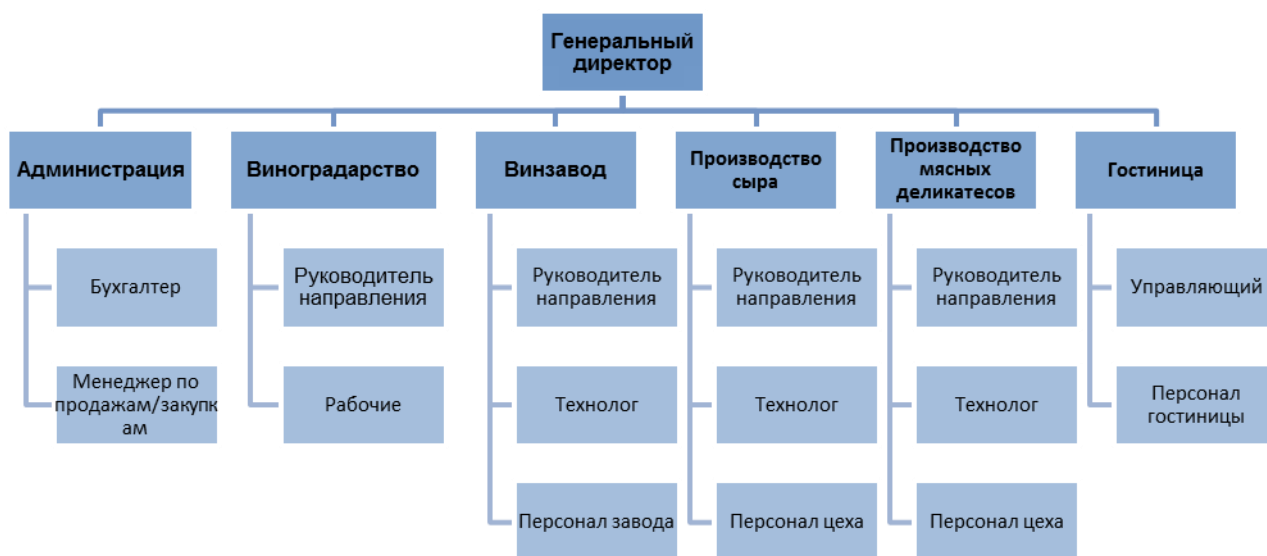 Генеральный
директор
Администрация
Виноградарство
Винзавод
Производство
сыра
Производство
мясных
деликатесов
Гостиница
Бухгалтер
Руководитель
направления
Руководитель
направления
Руководитель
направления
Руководитель
направления
Управляющий
Менеджер по
продажам/закупк
ам
Рабочие
Технолог
Технолог
Технолог
Персонал
гостиницы
Персонал завода
Персонал цеха
Персонал цеха